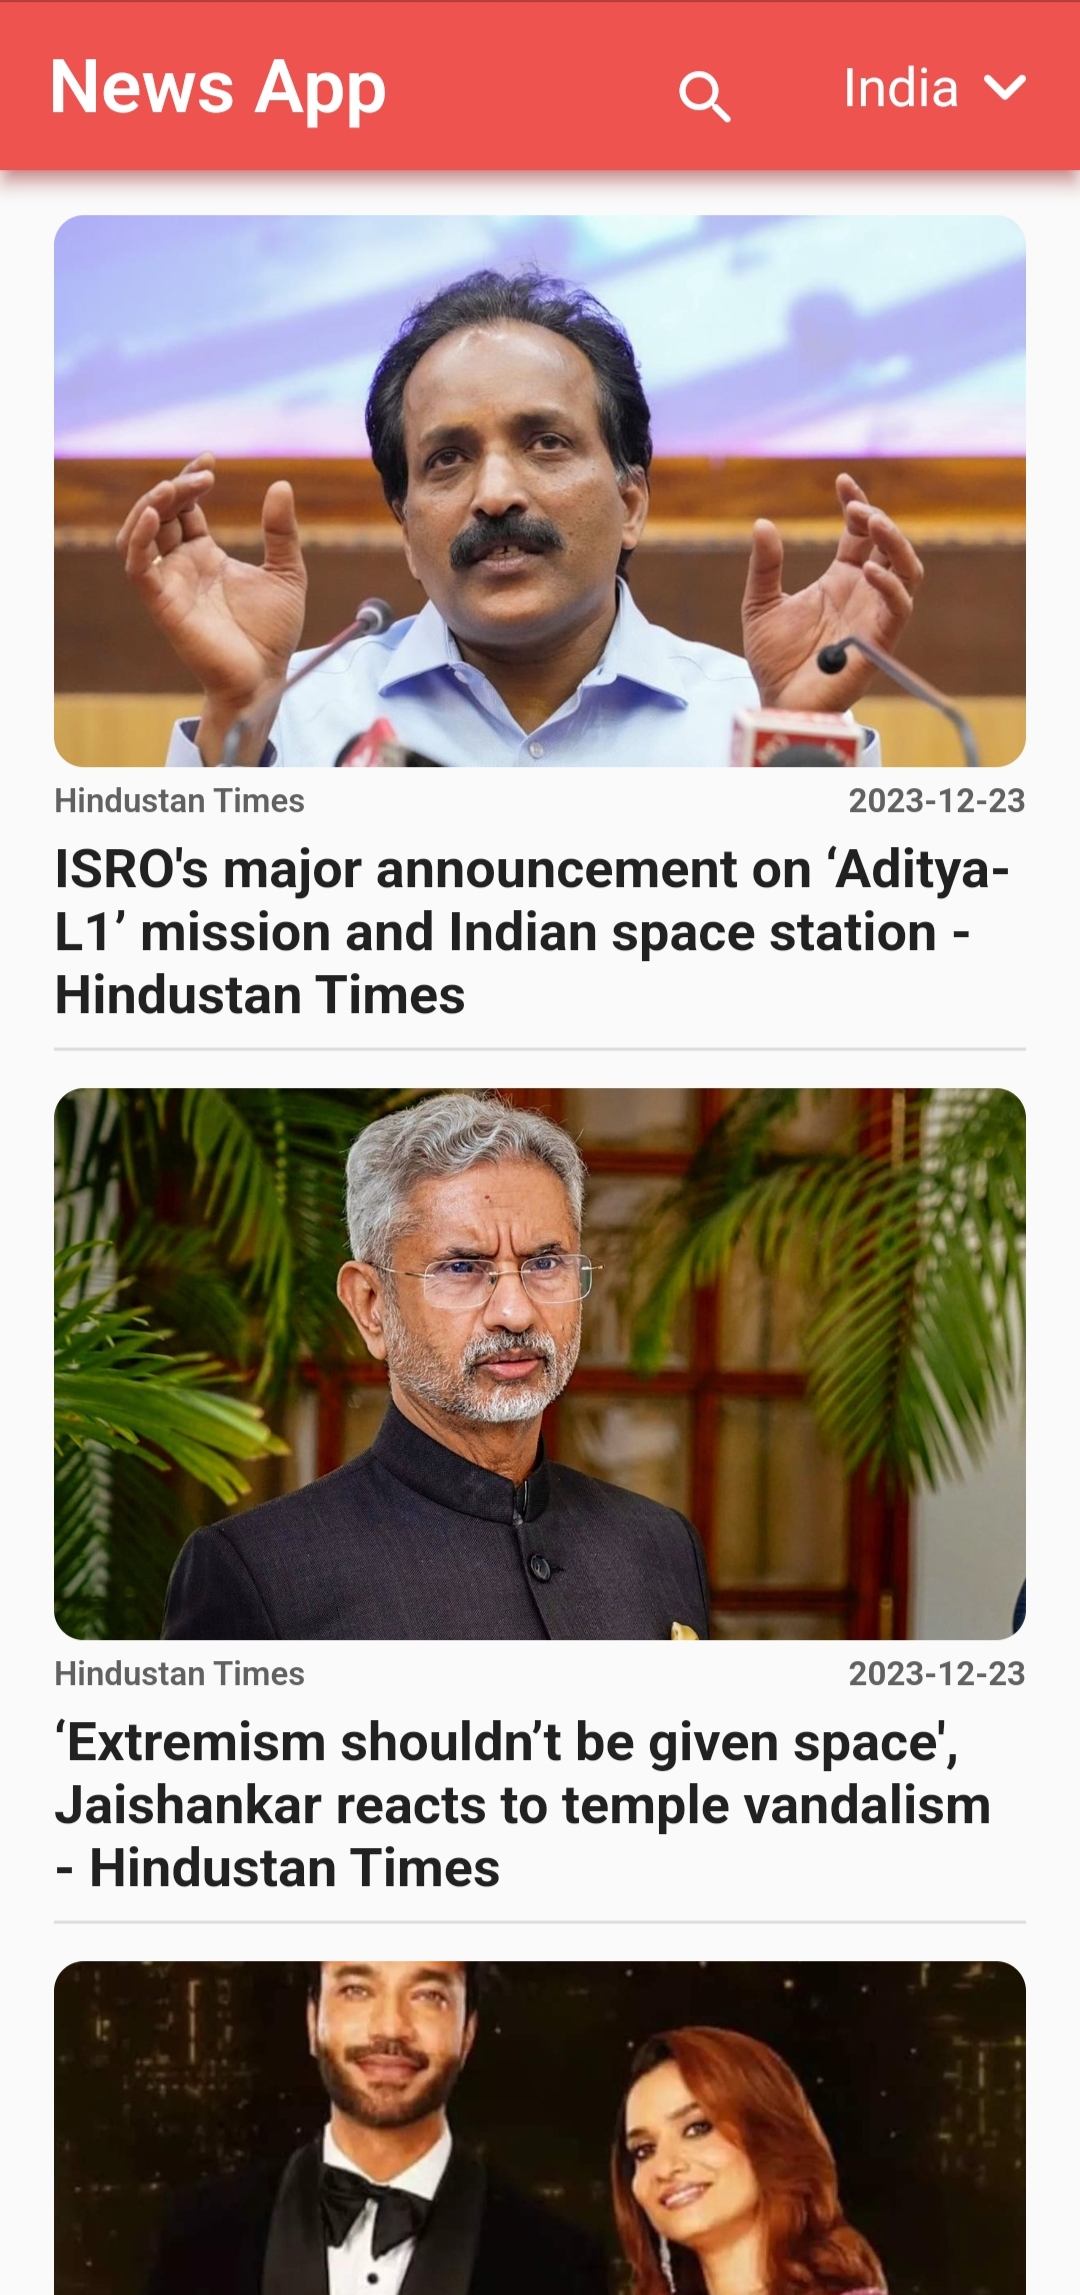 News App
India
Hindustan Times
2023-12-23
ISRO's major announcement on ‘Aditya-
L1’ mission and Indian space station -
Hindustan Times
Hindustan Times
2023-12-23
‘Extremism shouldn’t be given space',
Jaishankar reacts to temple vandalism
- Hindustan Times